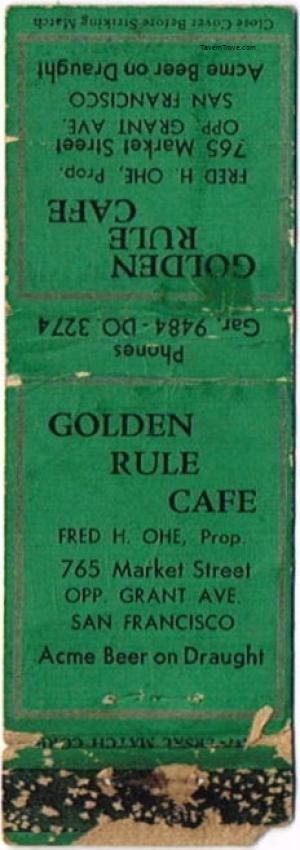 Close Cover Before Striking Match
TavernTrove.com
GOLDEN
RULE
CAFE
FRED H. OHE, Prop.
765 Market Street
OPP. GRANT AVE.
SAN FRANCISCO
Acme Beer on Draught
Phones
Gar. 9484 - DO. 3274
GOLDEN
RULE
CAFE
FRED H. OHE, Prop.
765 Market Street
OPP. GRANT AVE.
SAN FRANCISCO
Acme Beer on Draught
MATCH